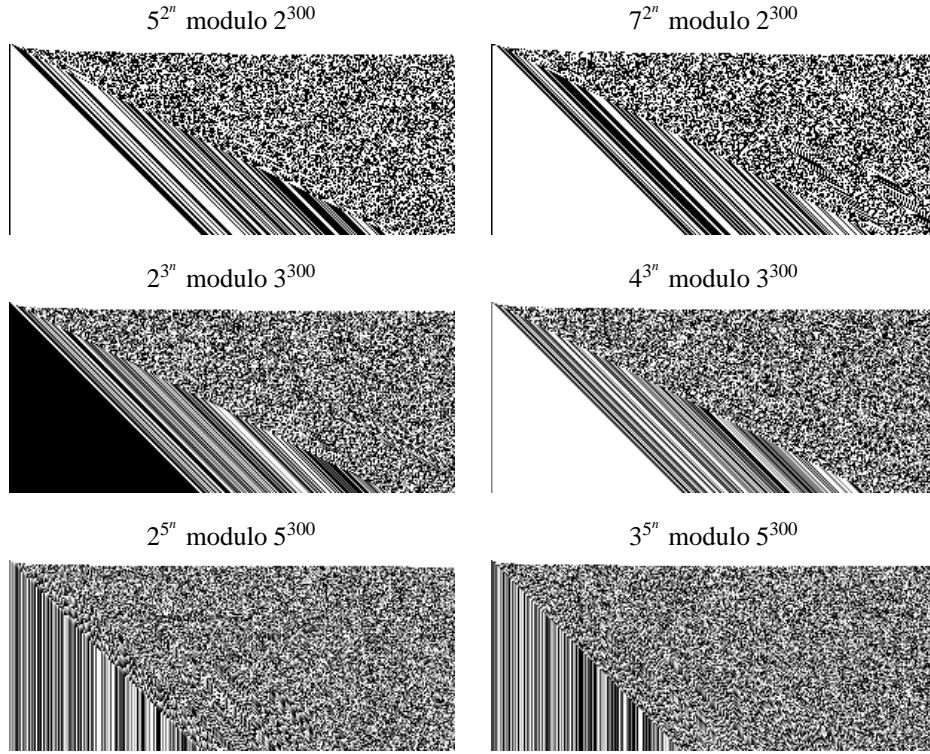 5^{2^n} modulo 2^{300}
7^{2^n} modulo 2^{300}
2^{3^n} modulo 3^{300}
4^{3^n} modulo 3^{300}
2^{5^n} modulo 5^{300}
3^{5^n} modulo 5^{300}